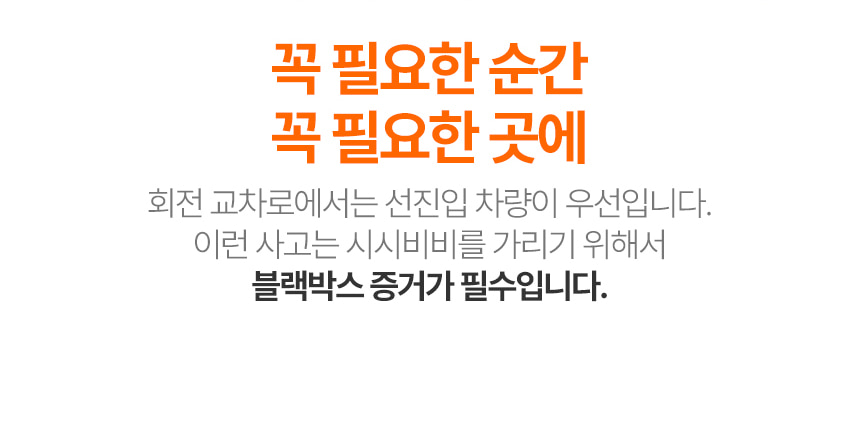 꼭 필요한 순간
꼭 필요한 곳에
회전 교차로에서는 선진입 차량이 우선입니다.
이런 사고는 시시비비를 가리기 위해서
블랙박스 증거가 필수입니다.